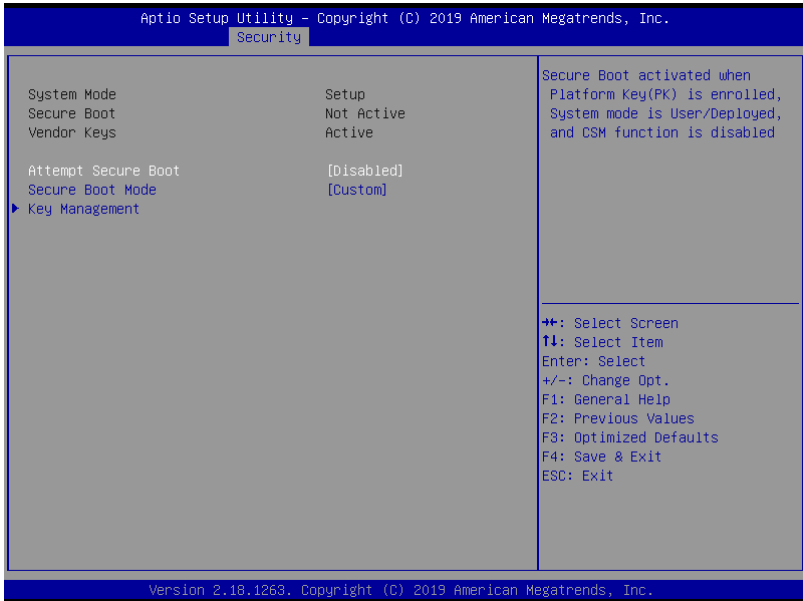 Aptio Setup Utility – Copyright (C) 2019 American Megatrends, Inc.
Security
System Mode Setup
Secure Boot Not Active
Vendor Keys Active
Attempt Secure Boot [Disabled]
Secure Boot Mode [Custom]
Key Management
Secure Boot activated when
Platform Key(PK) is enrolled,
System mode is User/Deployed,
and CSM function is disabled
→←: Select Screen
↑↓: Select Item
Enter: Select
+/-: Change Opt.
F1: General Help
F2: Previous Values
F3: Optimized Defaults
F4: Save & Exit
ESC: Exit
Version 2.18.1263. Copyright (C) 2019 American Megatrends, Inc.